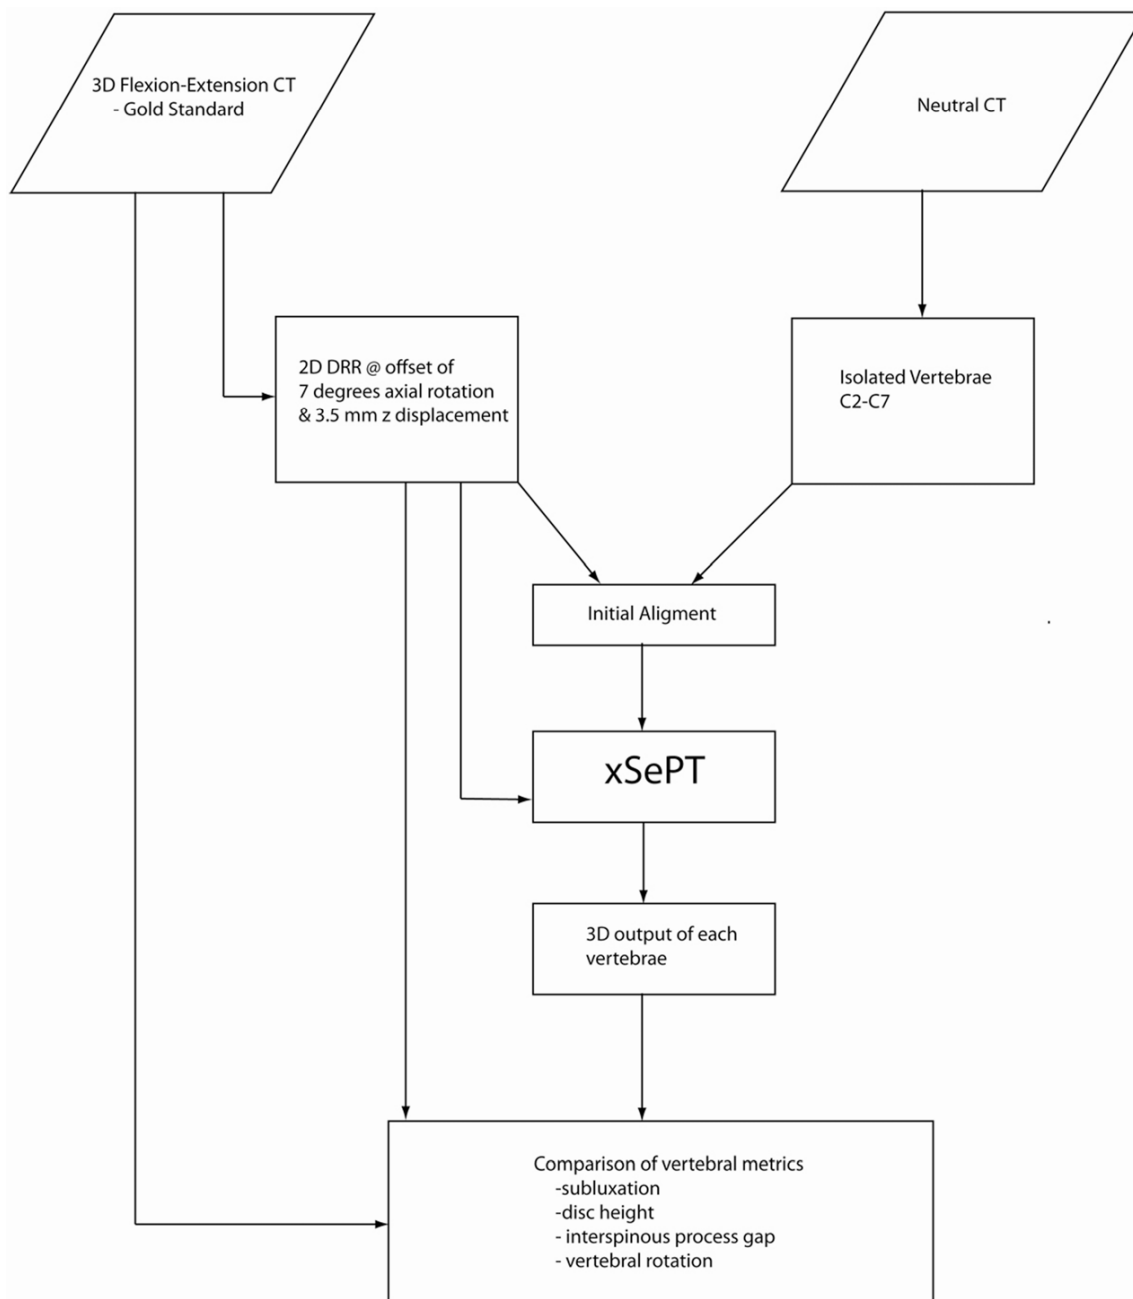 3D Flexion-Extension CT
- Gold Standard
Neutral CT
2D DRR @ offset of
7 degrees axial rotation
& 3.5 mm z displacement
Isolated Vertebrae
C2-C7
Initial Aligment
xSePT
3D output of each
vertebrae
Comparison of vertebral metrics
-subluxation
-disc height
- interspinous process gap
- vertebral rotation